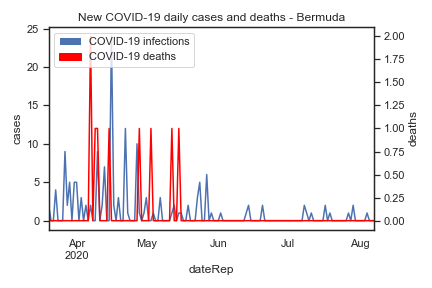 New COVID-19 daily cases and deaths - Bermuda
COVID-19 infections
COVID-19 deaths
25
20
15
10
5
0
cases
2.00
1.75
1.50
1.25
1.00
0.75
0.50
0.25
0.00
deaths
Apr
2020
May
Jun
Jul
Aug
dateRep